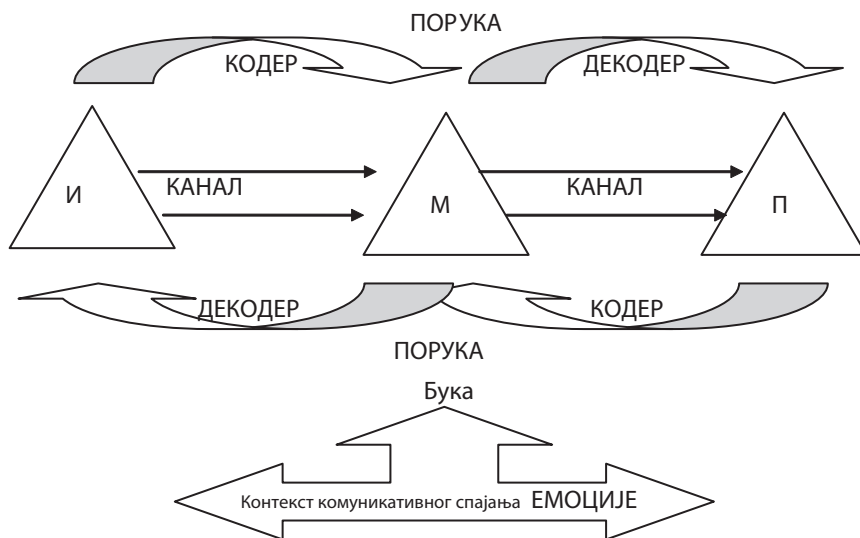 ПОРУКА
КОДЕР ДЕКОДЕР
И КАНАЛ М КАНАЛ П
ДЕКОДЕР КОДЕР
ПОРУКА
Бука
Контекст комуникативног спајања ЕМОЦИЈЕ